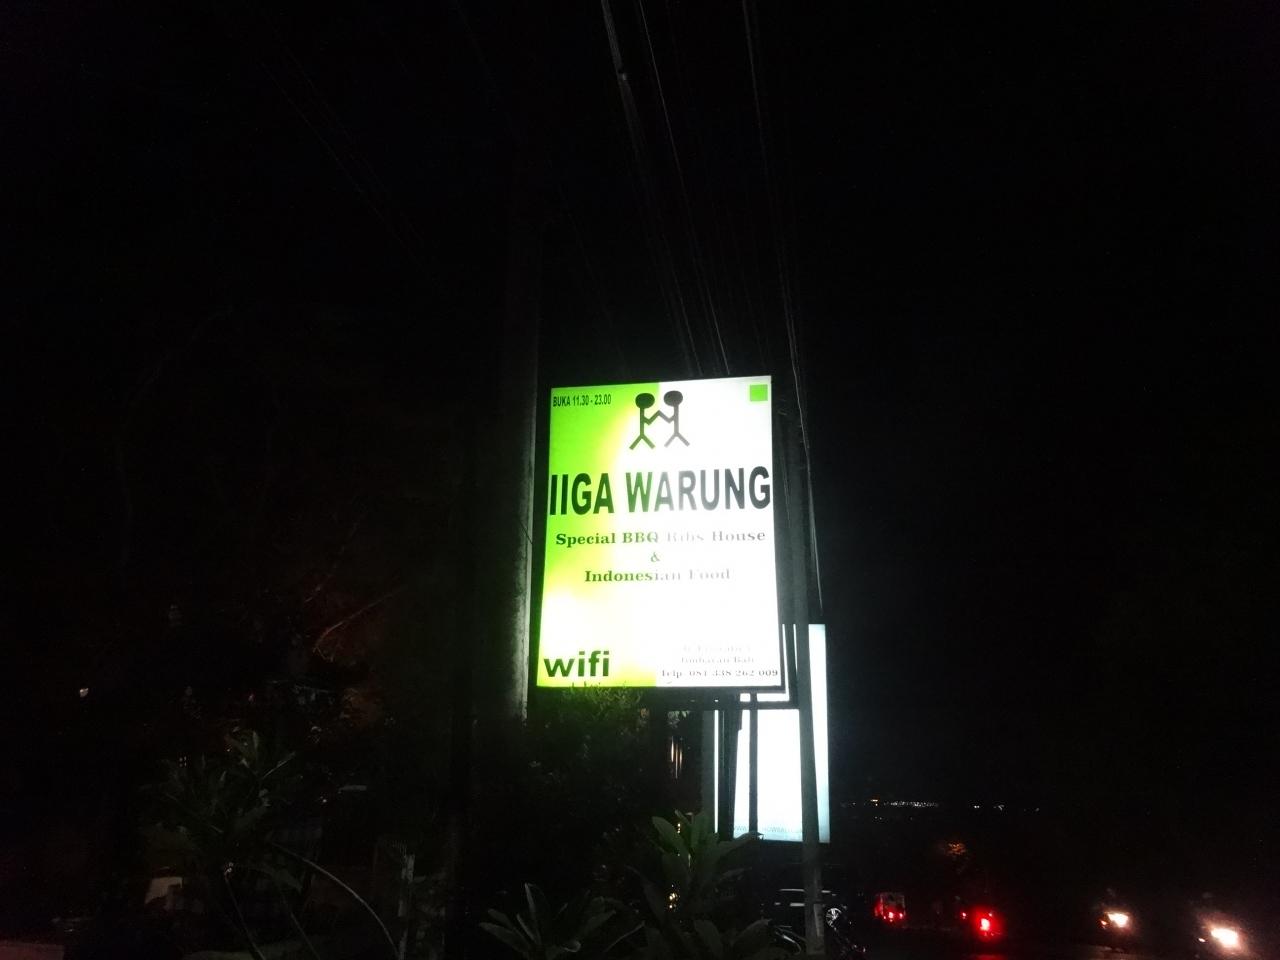 BUKA 11.30 - 23.00
IIGA WARUNG
Special BBQ Ribs House
&
Indonesian Food
wifi
Jimbaran Bali
Telp. 081 338 262 009